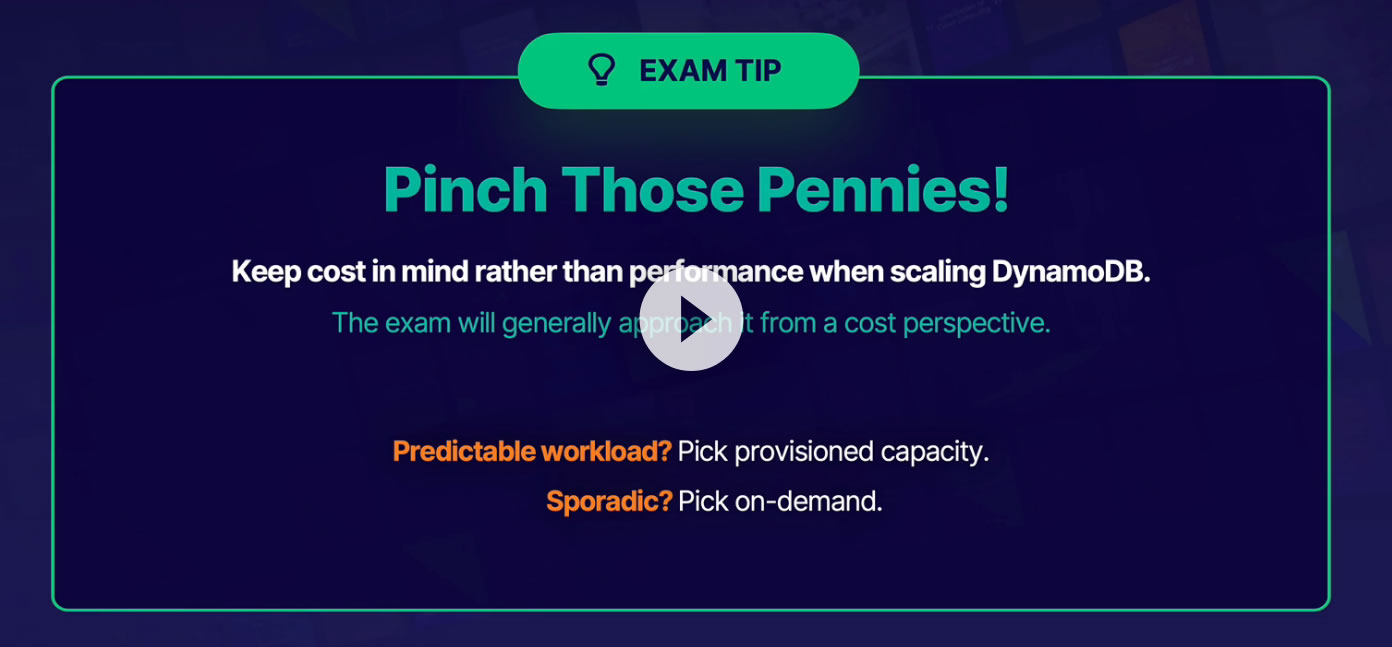 EXAM TIP
Pinch Those Pennies!
Keep cost in mind rather than performance when scaling DynamoDB.
The exam will generally approach it from a cost perspective.
Predictable workload? Pick provisioned capacity.
Sporadic? Pick on-demand.